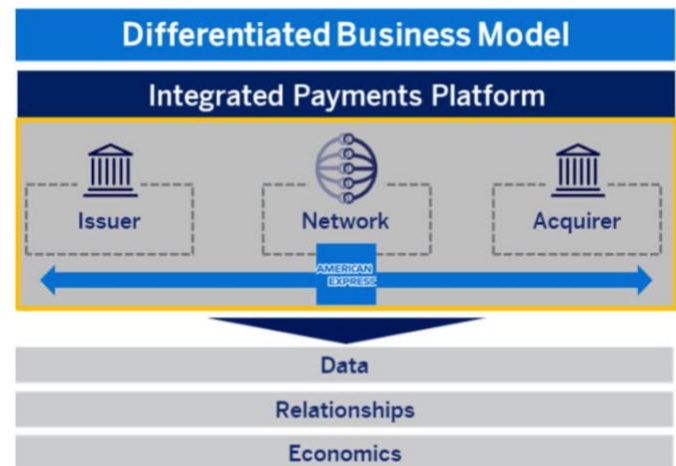 Differentiated Business Model
Integrated Payments Platform
Issuer
Network
Acquirer
AMERICAN
EXPRESS
Data
Relationships
Economics